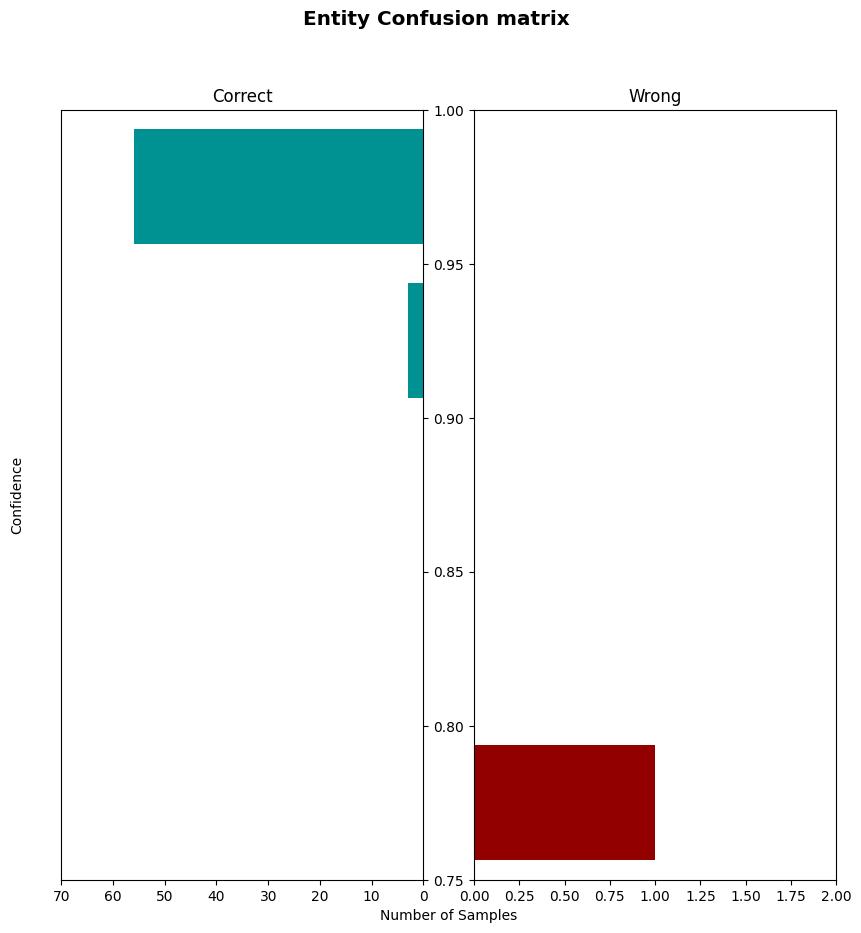 Entity Confusion matrix
Correct
Wrong
1.00
0.95
0.90
0.85
0.80
0.75
Confidence
70 60 50 40 30 20 10 0
0.00 0.25 0.50 0.75 1.00 1.25 1.50 1.75 2.00
Number of Samples